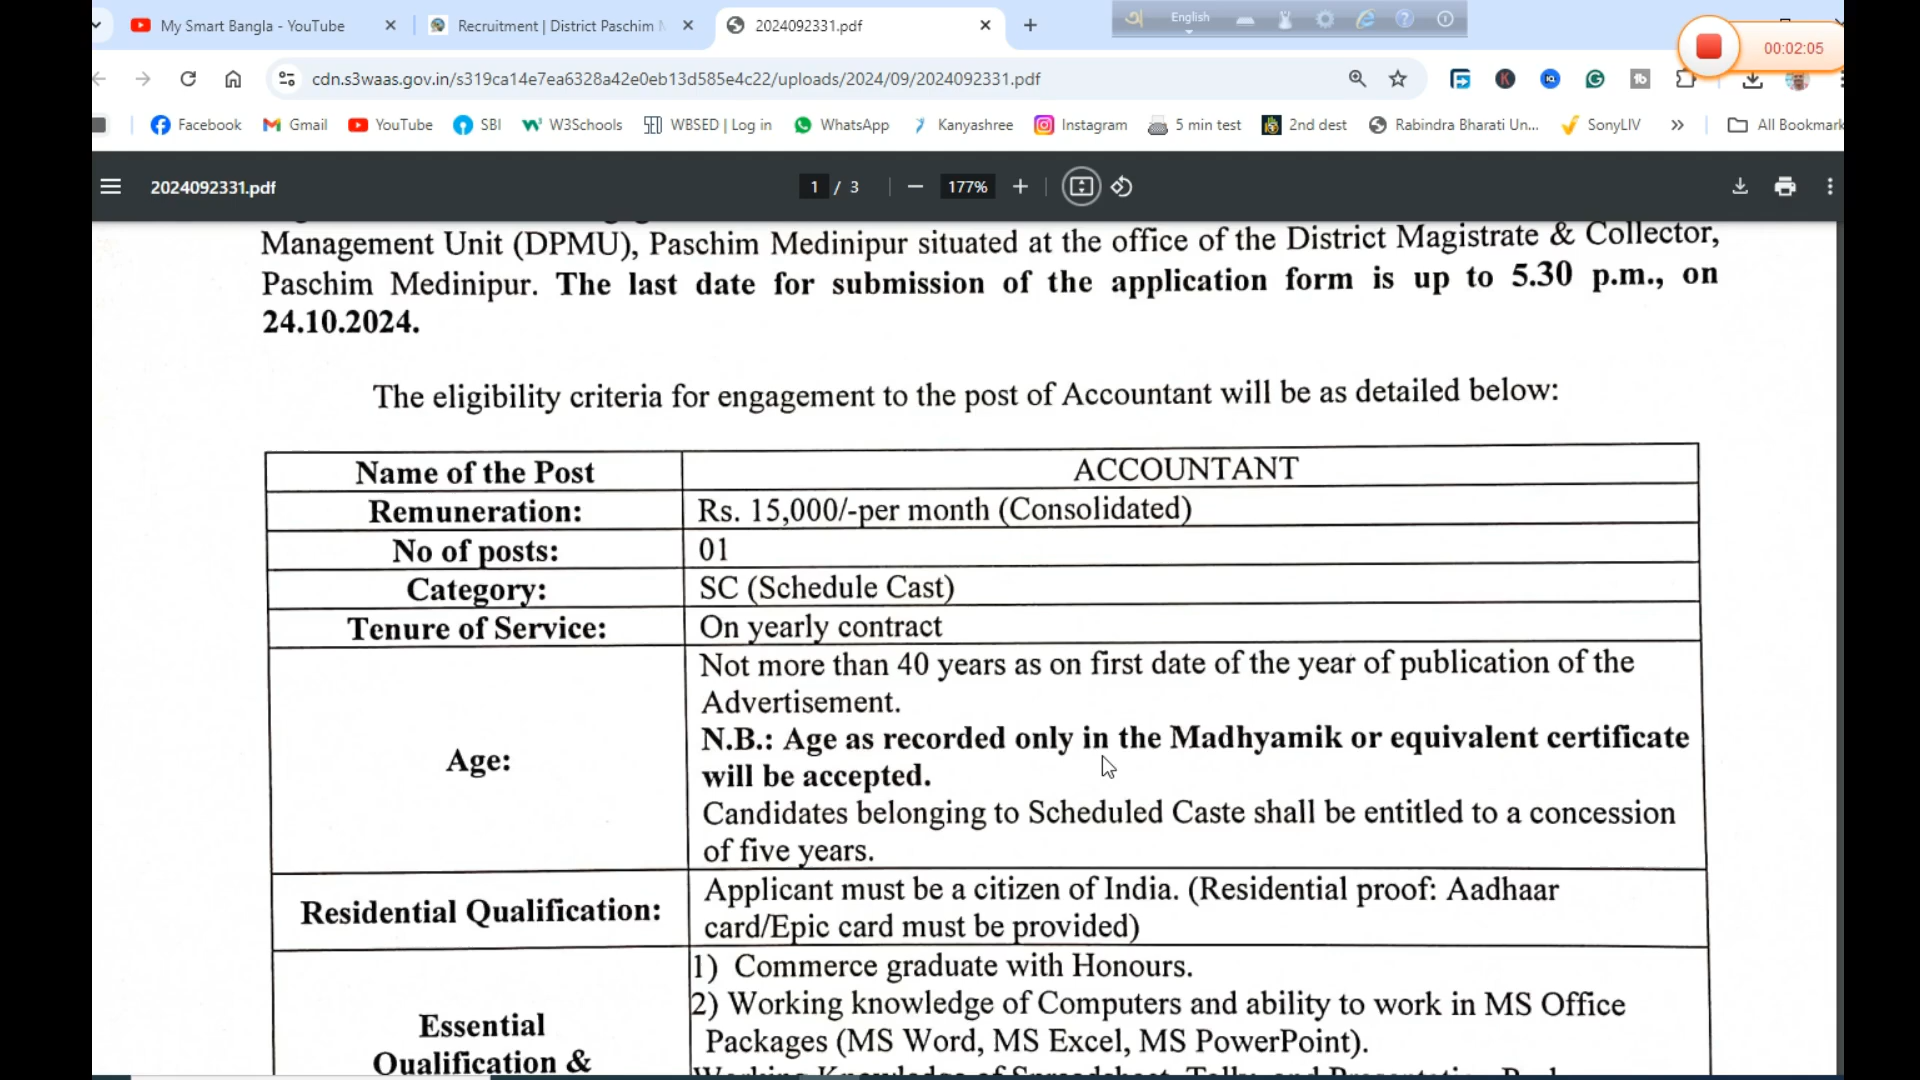 My Smart Bangla - YouTube
Recruitment | District Paschim
2024092331.pdf
English
00:02:05
cdn.s3waas.gov.in/s319ca14e7ea6328a42e0eb13d585e4c22/uploads/2024/09/2024092331.pdf
Facebook Gmail YouTube SBI W3Schools WBSED | Log in WhatsApp Kanyashree Instagram 5 min test 2nd dest Rabindra Bharati Un... SonyLIV » All Bookmark
2024092331.pdf 1 / 3 177%
Management Unit (DPMU), Paschim Medinipur situated at the office of the District Magistrate & Collector,
Paschim Medinipur. The last date for submission of the application form is up to 5.30 p.m., on
24.10.2024.
The eligibility criteria for engagement to the post of Accountant will be as detailed below:
Name of the Post ACCOUNTANT
Remuneration: Rs. 15,000/-per month (Consolidated)
No of posts: 01
Category: SC (Schedule Cast)
Tenure of Service: On yearly contract
Age: Not more than 40 years as on first date of the year of publication of the
Advertisement.
N.B.: Age as recorded only in the Madhyamik or equivalent certificate
will be accepted.
Candidates belonging to Scheduled Caste shall be entitled to a concession
of five years.
Residential Qualification: Applicant must be a citizen of India. (Residential proof: Aadhaar
card/Epic card must be provided)
Essential
Qualification &
1) Commerce graduate with Honours.
2) Working knowledge of Computers and ability to work in MS Office
Packages (MS Word, MS Excel, MS PowerPoint).